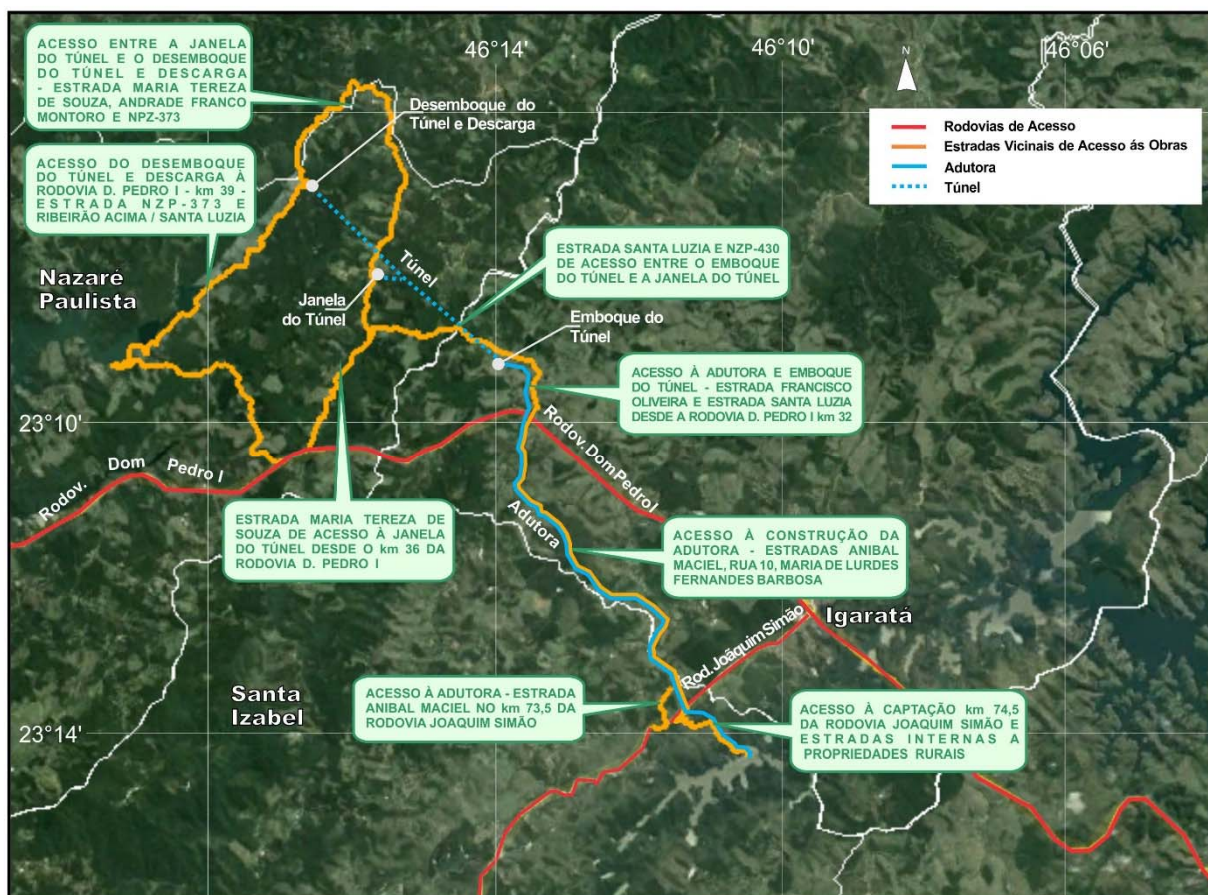 ACESSO ENTRE A JANELA
DO TÚNEL E O DESEMBOQUE
DO TÚNEL E DESCARGA
- ESTRADA MARIA TEREZA
DE SOUZA, ANDRADE FRANCO
MONTORO E NPZ-373
46°14'
46°10'
46°06'
N
Desemboque do
Túnel e Descarga
Rodovias de Acesso
Estradas Vicinais de Acesso ás Obras
Adutora
Túnel
ACESSO DO DESEMBOQUE
DO TÚNEL E DESCARGA À
RODOVIA D. PEDRO I - km 39 -
ESTRADA NZP-373 E
RIBEIRÃO ACIMA / SANTA LUZIA
Nazaré
Paulista
Túnel
ESTRADA SANTA LUZIA E NZP-430
DE ACESSO ENTRE O EMBOQUE
DO TÚNEL E A JANELA DO TÚNEL
Janela
do Túnel
Emboque do
Túnel
ACESSO À ADUTORA E EMBOQUE
DO TÚNEL - ESTRADA FRANCISCO
OLIVEIRA E ESTRADA SANTA LUZIA
DESDE A RODOVIA D. PEDRO I km 32
23°10'
Rodov. Dom Pedro I
Rodov. Dom Pedro I
Adutora
ESTRADA MARIA TEREZA DE
SOUZA DE ACESSO À JANELA
DO TÚNEL DESDE O km 36 DA
RODOVIA D. PEDRO I
ACESSO À CONSTRUÇÃO DA
ADUTORA - ESTRADAS ANIBAL
MACIEL, RUA 10, MARIA DE LURDES
FERNANDES BARBOSA
Igaratá
Rod. Joãquim Simão
Santa
Izabel
ACESSO À ADUTORA - ESTRADA
ANIBAL MACIEL NO km 73,5 DA
RODOVIA JOAQUIM SIMÃO
ACESSO À CAPTAÇÃO km 74,5
DA RODOVIA JOAQUIM SIMÃO E
ESTRADAS INTERNAS A
PROPRIEDADES RURAIS
23°14'